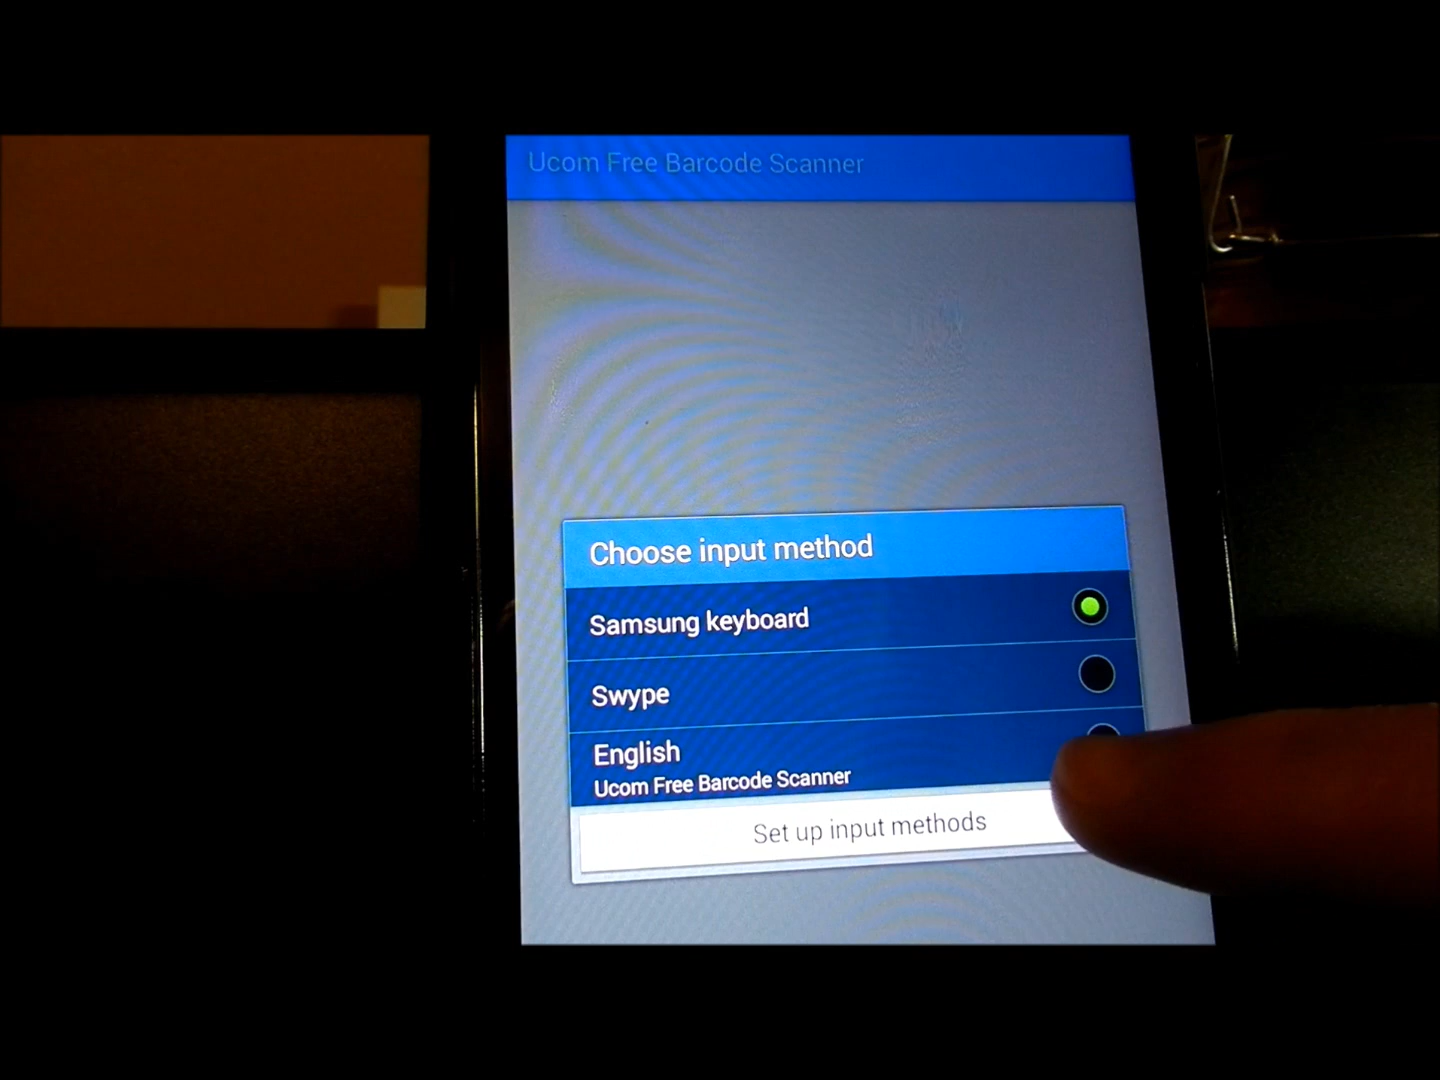 Ucom Free Barcode Scanner
Choose input method
Samsung keyboard
Swype
English
Ucom Free Barcode Scanner
Set up input methods